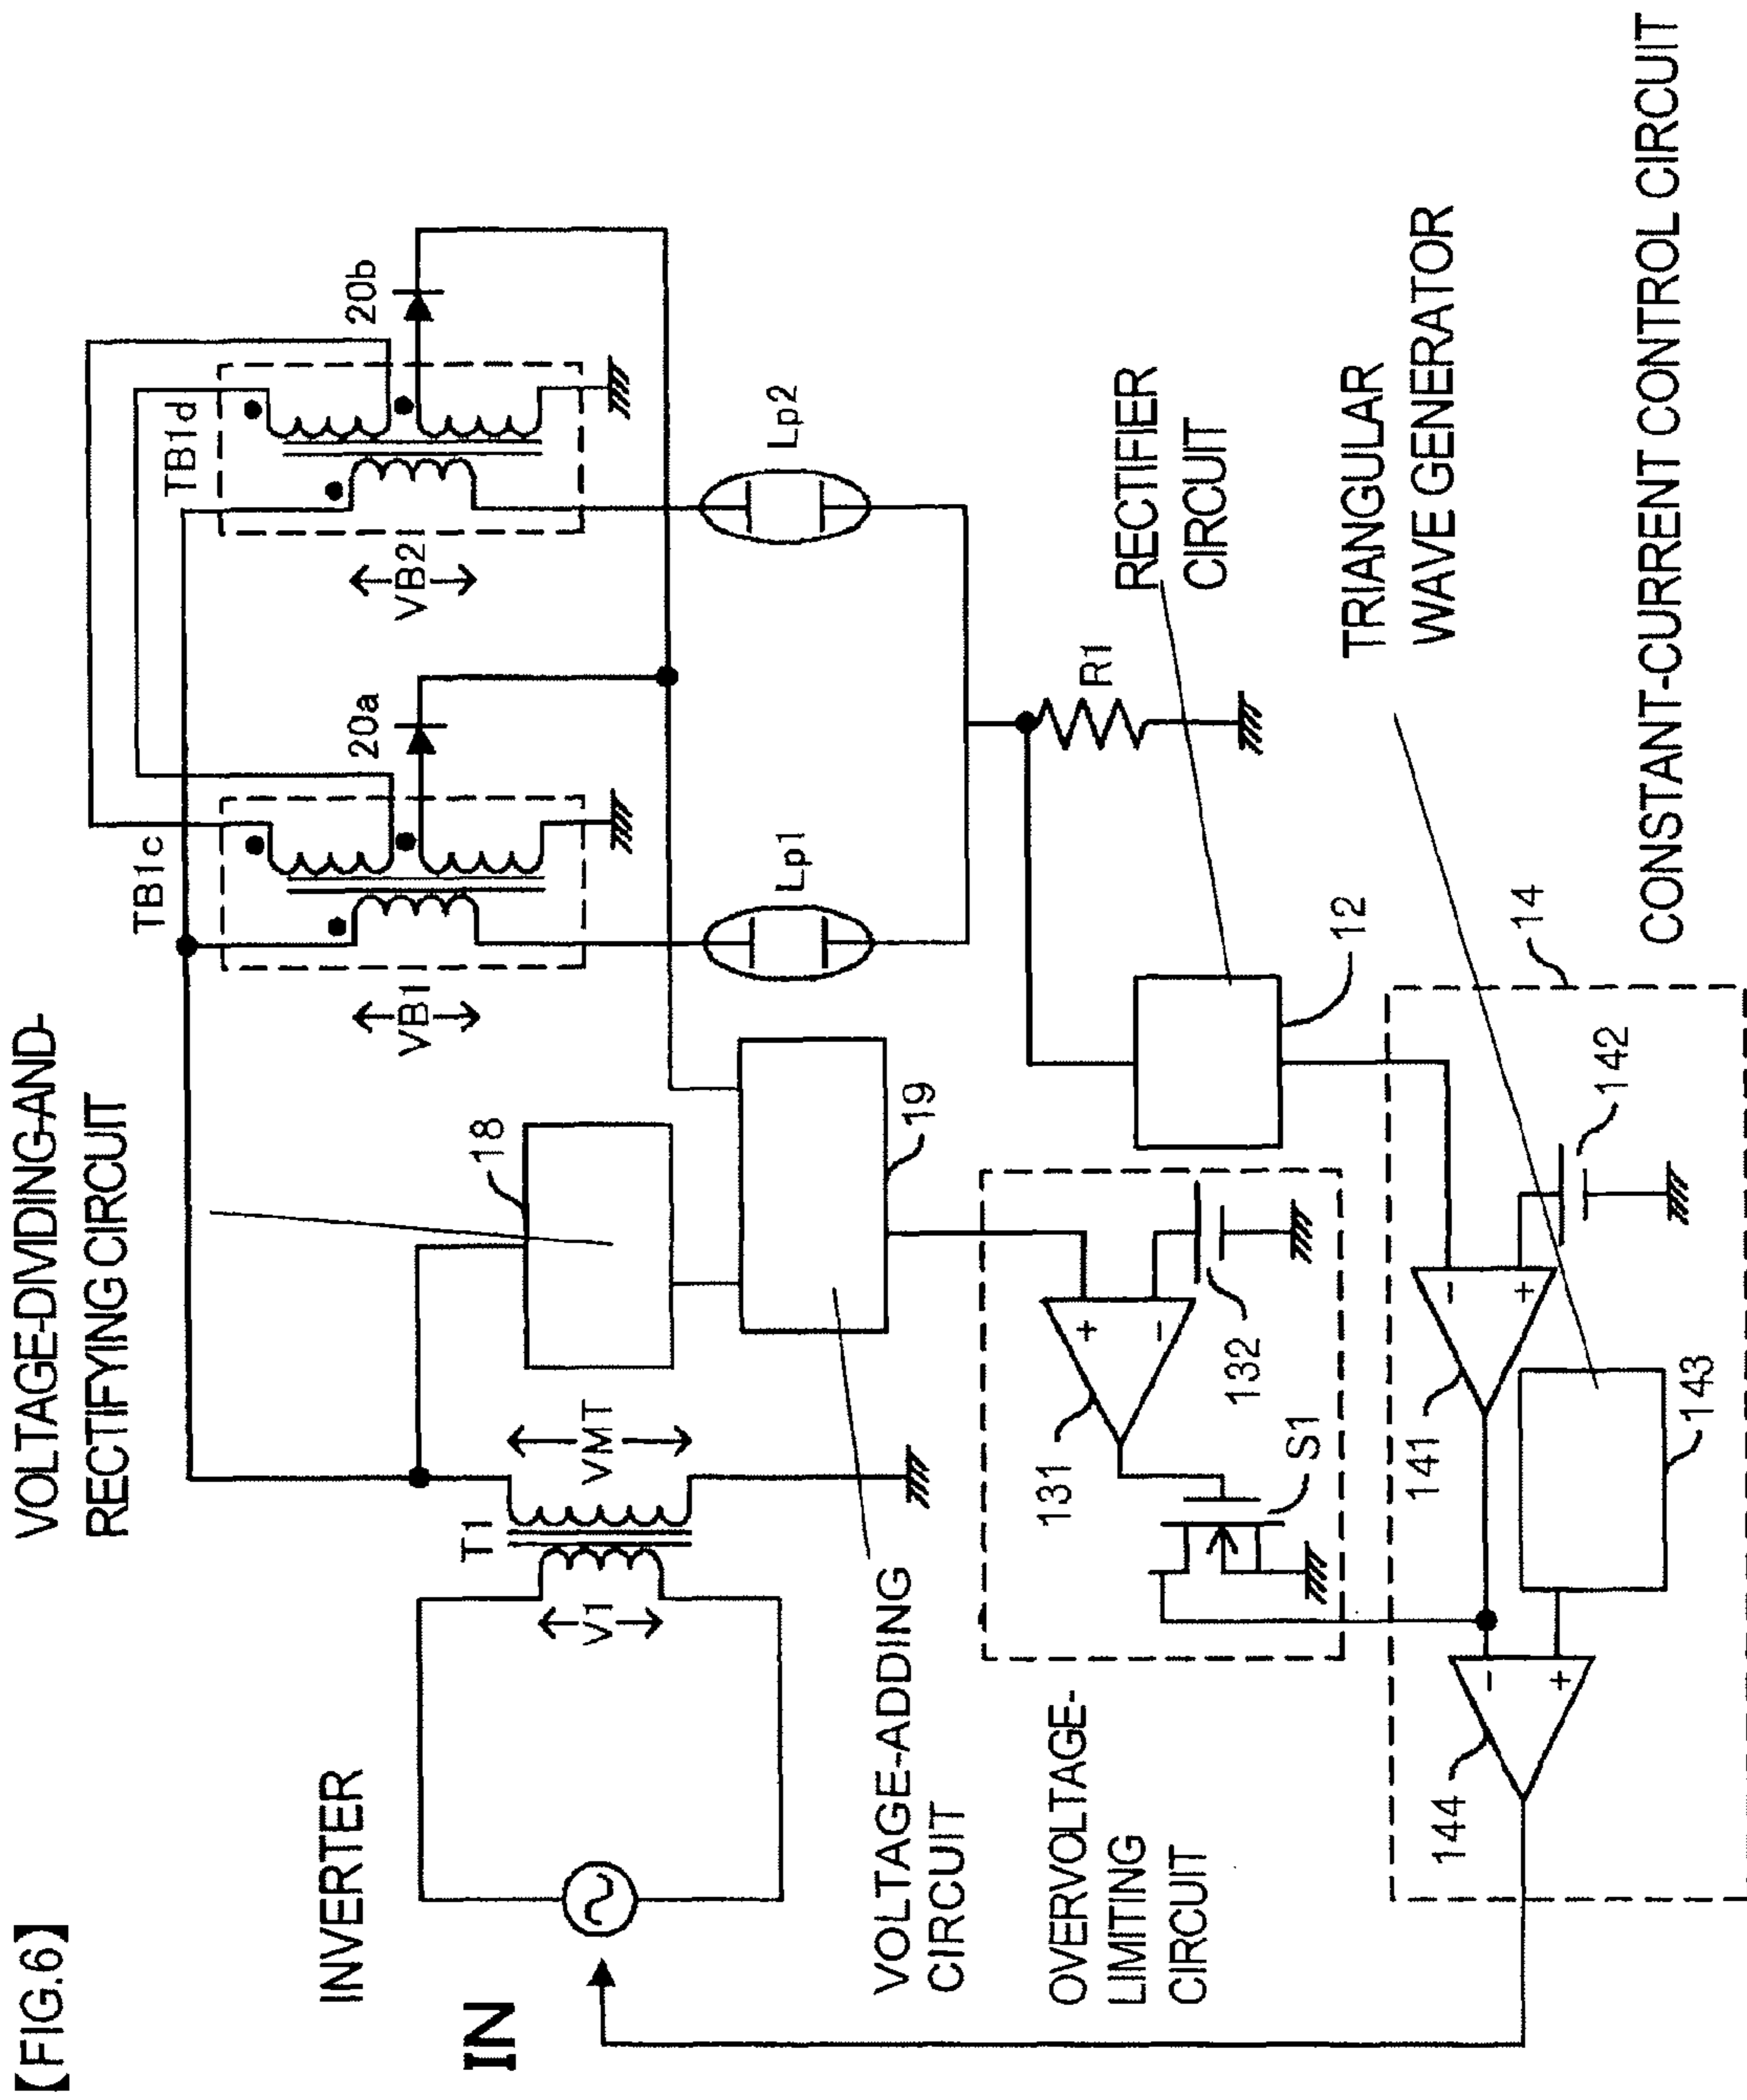 【FIG.6】
VOLTAGE-DIVIDING-AND-
RECTIFYING CIRCUIT
INVERTER
IN
T1
V1
VMT
18
19
TB1c
VB1
20a
TB1d
VB21
20b
Lp1
Lp2
R1
RECTIFIER
CIRCUIT
12
TRIANGULAR
WAVE GENERATOR
CONSTANT-CURRENT CONTROL CIRCUIT
14
VOLTAGE-ADDING
CIRCUIT
OVERVOLTAGE-
LIMITING
CIRCUIT
131
+
−
132
S1
141
−
+
142
143
144
−
+